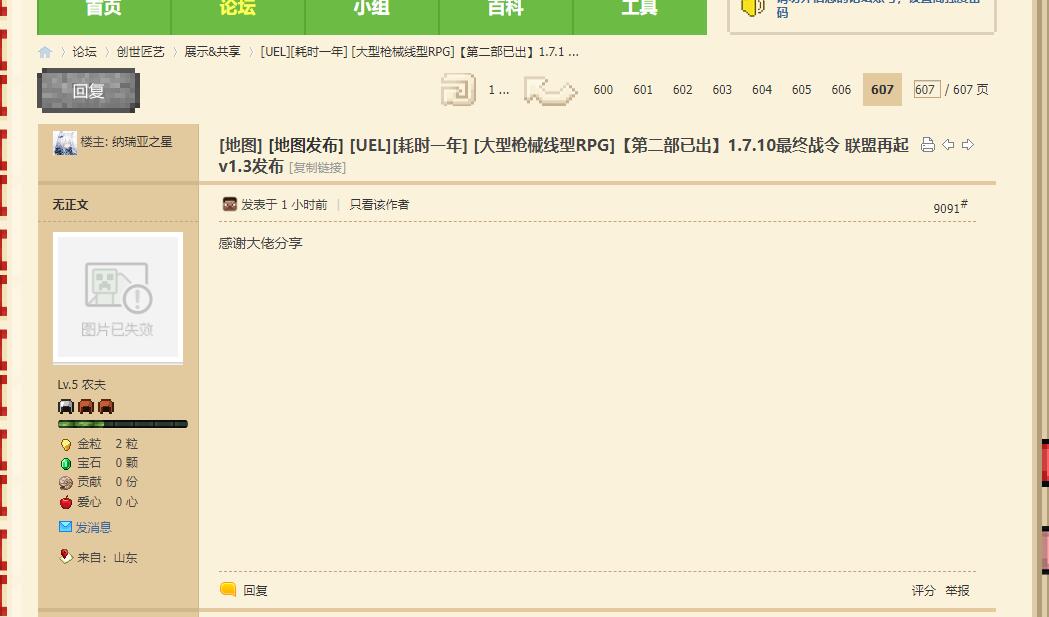 首页 论坛 小组 百科 工具
码
论坛 > 创世匠艺 > 展示&共享 > [UEL][耗时一年] [大型枪械线型RPG]【第二部已出】1.7.1 ...
回复
1 ... 600 601 602 603 604 605 606 607 607 / 607 页
楼主: 纳瑞亚之星
[地图] [地图发布] [UEL][耗时一年] [大型枪械线型RPG]【第二部已出】1.7.10最终战令 联盟再起
v1.3发布 [复制链接]
无正文
发表于 1 小时前 | 只看该作者
9091#
感谢大佬分享
图片已失效
Lv.5 农夫
金粒 2 粒
宝石 0 颗
贡献 0 份
爱心 0 心
发消息
来自: 山东
回复
评分 举报